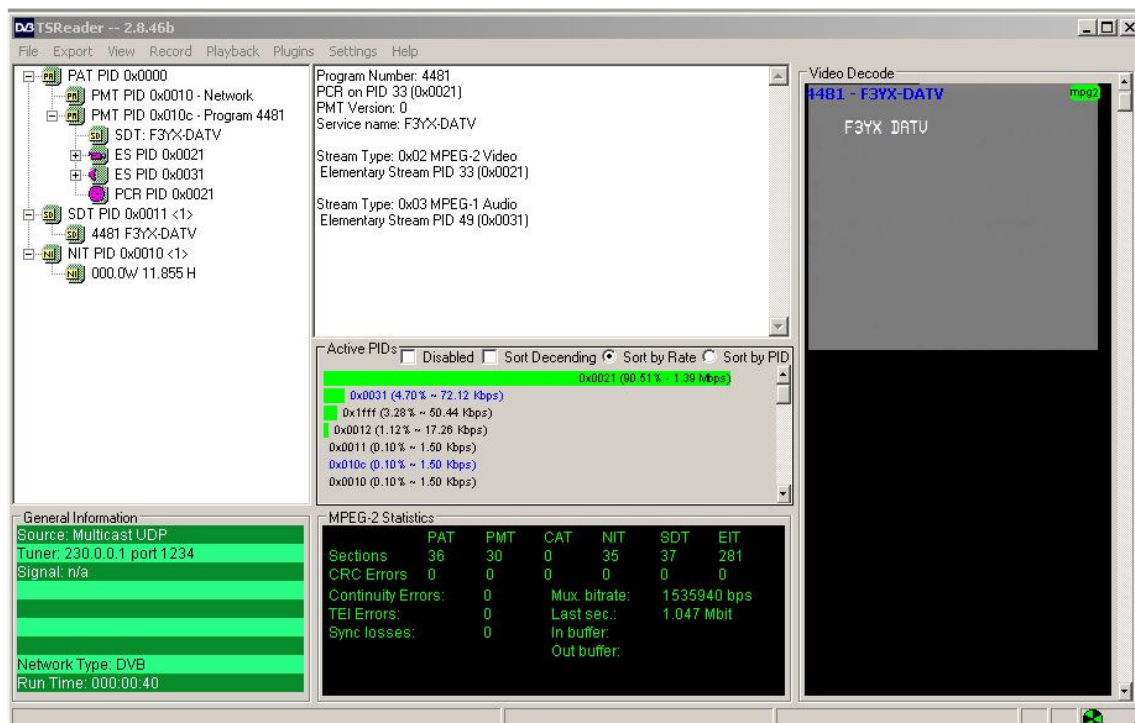 DVB TSReader -- 2.8.46b
File Export View Record Playback Plugins Settings Help
PAT PID 0x0000
PMT PID 0x0010 - Network
PMT PID 0x010c - Program 4481
SDT: F3YX-DATV
ES PID 0x0021
ES PID 0x0031
PCR PID 0x0021
SDT PID 0x0011 <1>
4481 F3YX-DATV
NIT PID 0x0010 <1>
000.0W 11.855 H
Program Number: 4481
PCR on PID 33 (0x0021)
PMT Version: 0
Service name: F3YX-DATV
Stream Type: 0x02 MPEG-2 Video
Elementary Stream PID 33 (0x0021)
Stream Type: 0x03 MPEG-1 Audio
Elementary Stream PID 49 (0x0031)
Active PIDs Disabled Sort Decending Sort by Rate Sort by PID
0x0021 (90.51% - 1.39 Mbps)
0x0031 (4.70% ~ 72.12 Kbps)
0x1fff (3.28% ~ 50.44 Kbps)
0x0012 (1.12% ~ 17.26 Kbps)
0x0011 (0.10% ~ 1.50 Kbps)
0x010c (0.10% ~ 1.50 Kbps)
0x0010 (0.10% ~ 1.50 Kbps)
Video Decode
4481 - F3YX-DATV mpg2
F3YX DATV
General Information
Source: Multicast UDP
Tuner: 230.0.0.1 port 1234
Signal: n/a
Network Type: DVB
Run Time: 000:00:40
MPEG-2 Statistics
PAT PMT CAT NIT SDT EIT
Sections 36 30 0 35 37 281
CRC Errors 0 0 0 0 0 0
Continuity Errors: 0 Mux. bitrate: 1535940 bps
TEI Errors: 0 Last sec.: 1.047 Mbit
Sync losses: 0 In buffer:
Out buffer: